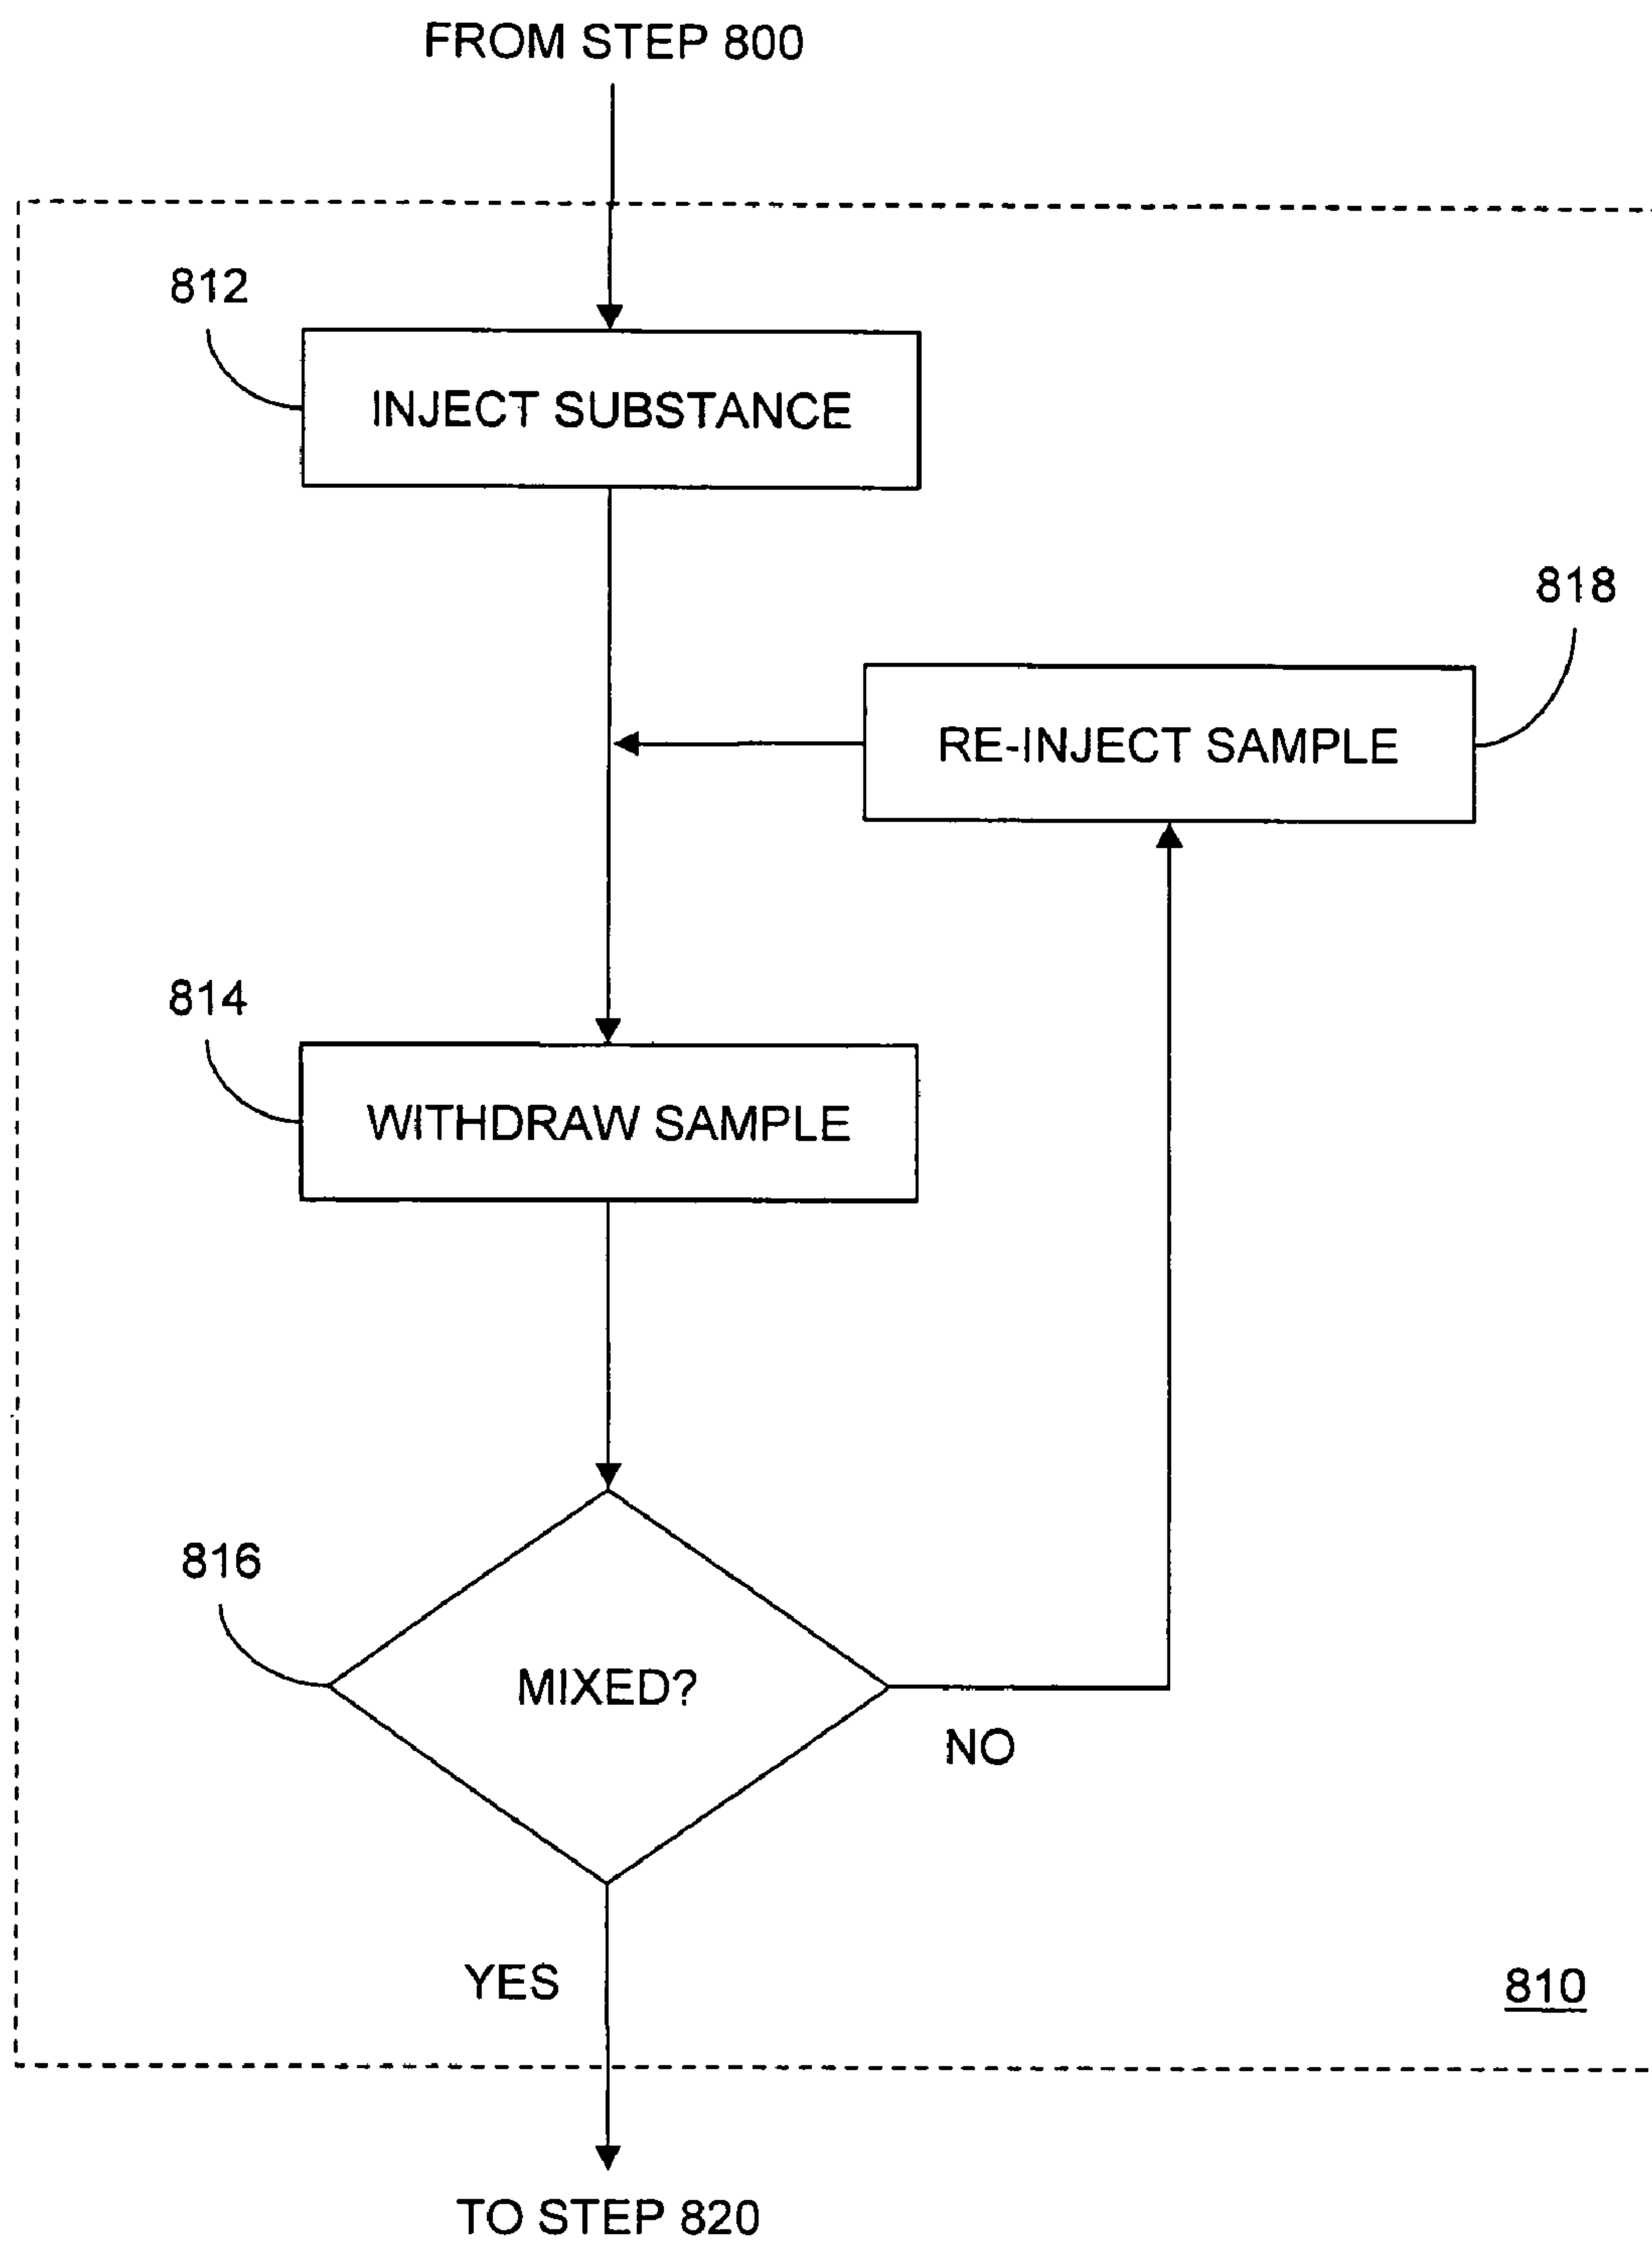 FROM STEP 800
812
INJECT SUBSTANCE
818
RE-INJECT SAMPLE
814
WITHDRAW SAMPLE
816
MIXED?
NO
YES
810
TO STEP 820